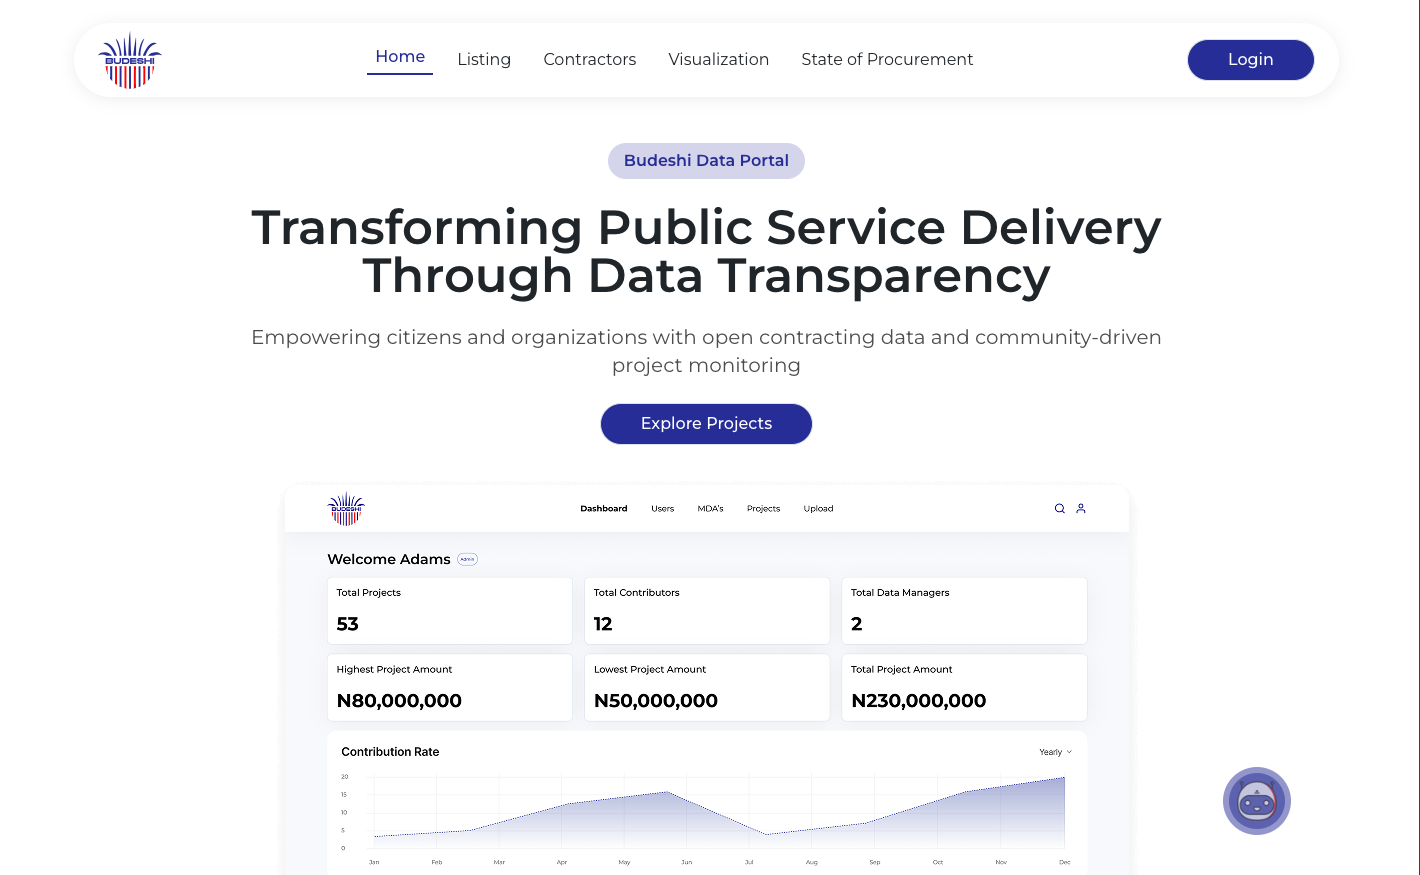 BUDESHI
Home
Listing
Contractors
Visualization
State of Procurement
Login
Budeshi Data Portal
Transforming Public Service Delivery
Through Data Transparency
Empowering citizens and organizations with open contracting data and community-driven
project monitoring
Explore Projects
BUDESHI
Dashboard
Users
MDA's
Projects
Upload
Welcome Adams
Admin
Total Projects
53
Total Contributors
12
Total Data Managers
2
Highest Project Amount
N80,000,000
Lowest Project Amount
N50,000,000
Total Project Amount
N230,000,000
Contribution Rate
Yearly
20
15
10
5
0
Jan
Feb
Mar
Apr
May
Jun
Jul
Aug
Sep
Oct
Nov
Dec